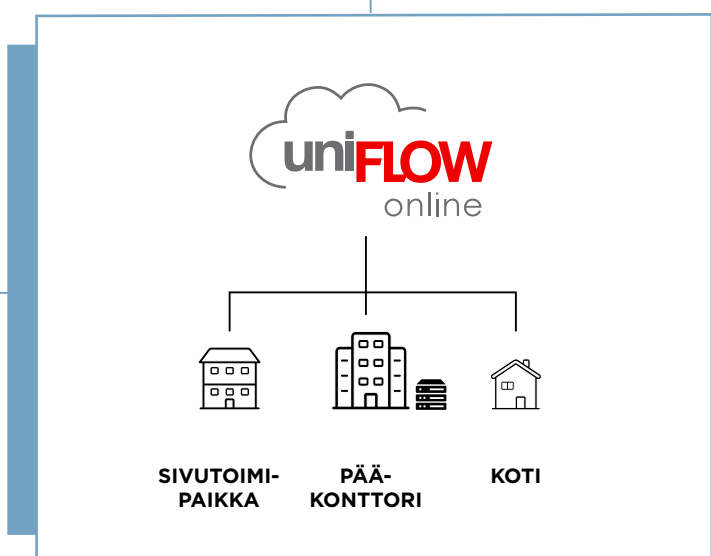 uniFLOW
online
SIVUTOIMI-
PAIKKA
PÄÄ-
KONTTORI
KOTI